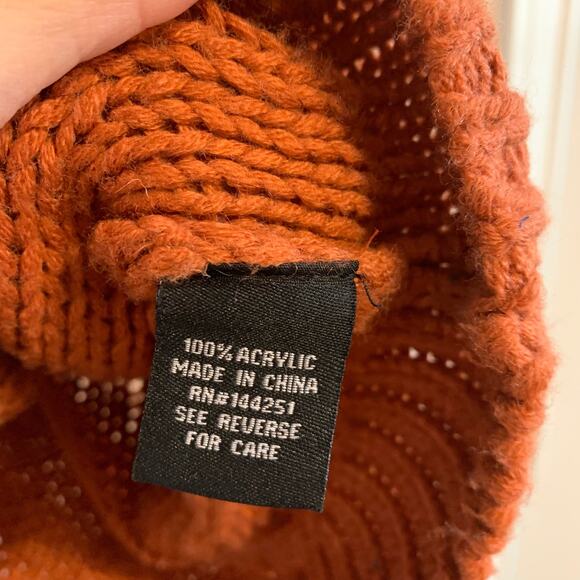 100% ACRYLIC
MADE IN CHINA
RN#144251
SEE REVERSE
FOR CARE